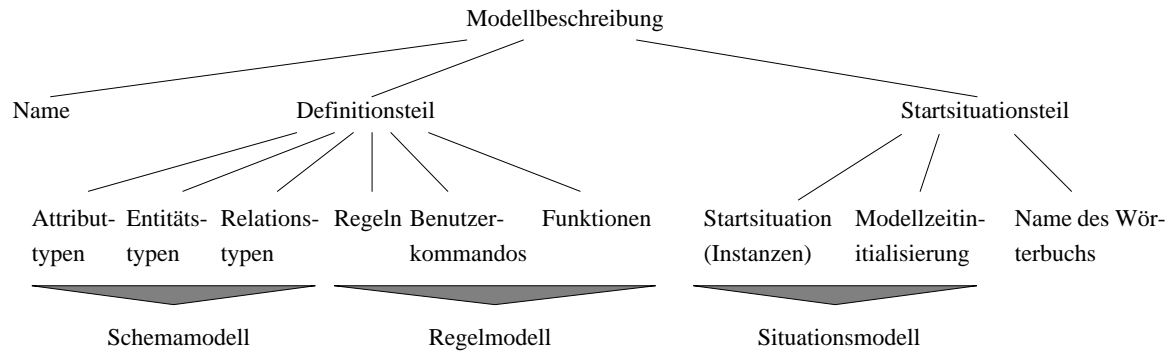 Modellbeschreibung
Name Definitionsteil Startsituationsteil
Attribut- Entitäts- Relations- Regeln Benutzer- Funktionen Startsituation Modellzeitin- Name des Wör-
typen typen typen kommandos (Instanzen) itialisierung terbuchs
Schemamodell Regelmodell Situationsmodell